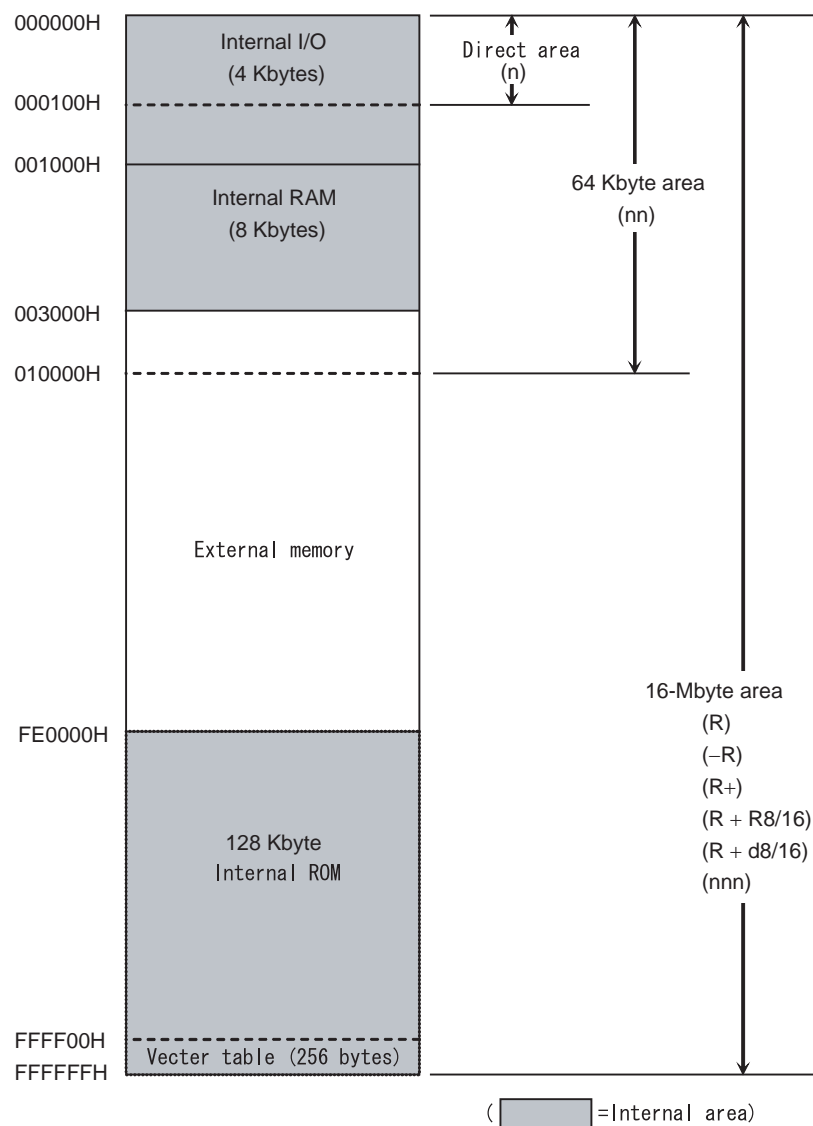 000000H
Internal I/O
(4 Kbytes)
Direct area
(n)
000100H
001000H
Internal RAM
(8 Kbytes)
64 Kbyte area
(nn)
003000H
010000H
External memory
16-Mbyte area
(R)
(−R)
(R+)
(R + R8/16)
(R + d8/16)
(nnn)
FE0000H
128 Kbyte
Internal ROM
FFFF00H
Vecter table (256 bytes)
FFFFFFH
( =Internal area)